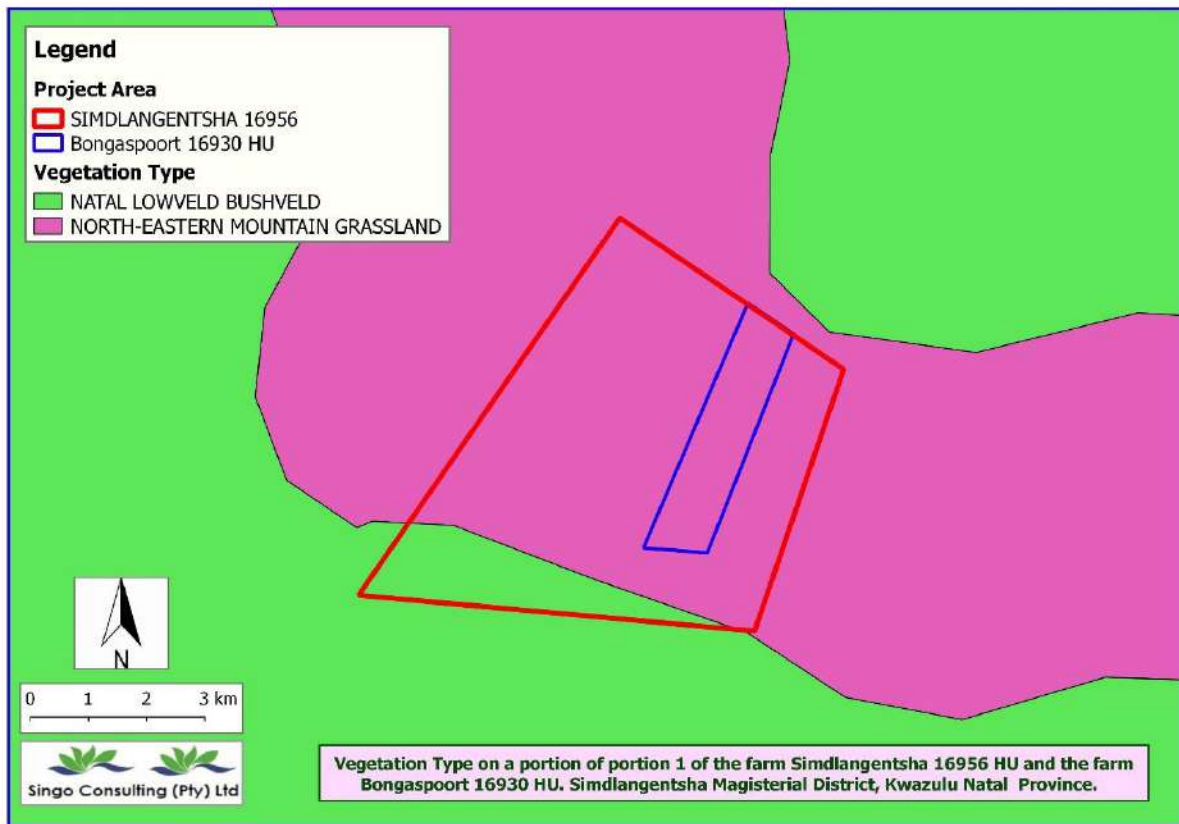 Legend
Project Area
SIMDLANGENTSHA 16956
Bongaspoort 16930 HU
Vegetation Type
NATAL LOWVELD BUSHVELD
NORTH-EASTERN MOUNTAIN GRASSLAND
N
0 1 2 3 km
Singo Consulting (Pty) Ltd
Vegetation Type on a portion of portion 1 of the farm Simdlangentsha 16956 HU and the farm
Bongaspoort 16930 HU. Simdlangentsha Magisterial District, Kwazulu Natal Province.